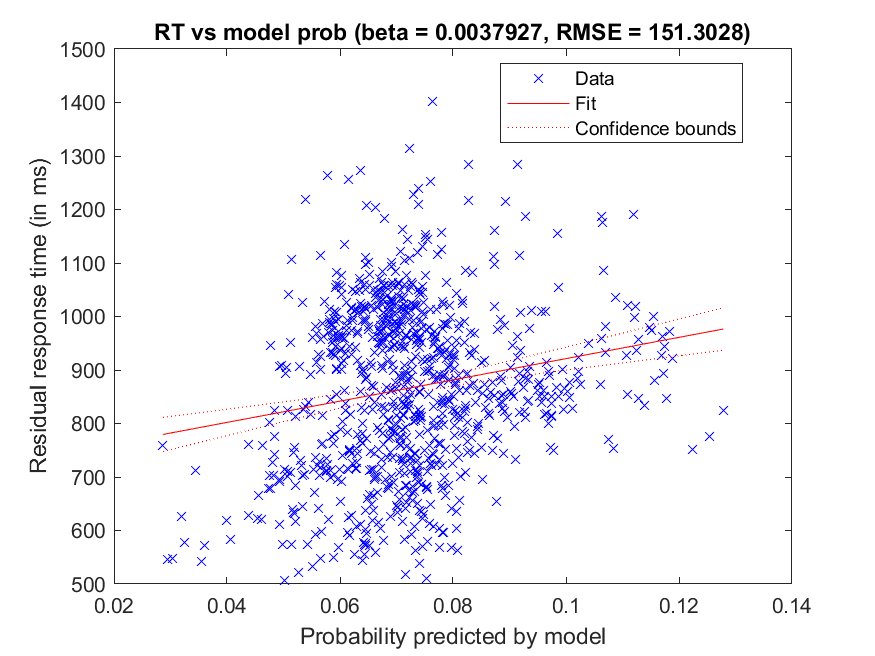 RT vs model prob (beta = 0.0037927, RMSE = 151.3028)
1500
1400
1300
1200
1100
1000
900
800
700
600
500
Residual response time (in ms)
Data
Fit
Confidence bounds
0.02 0.04 0.06 0.08 0.1 0.12 0.14
Probability predicted by model